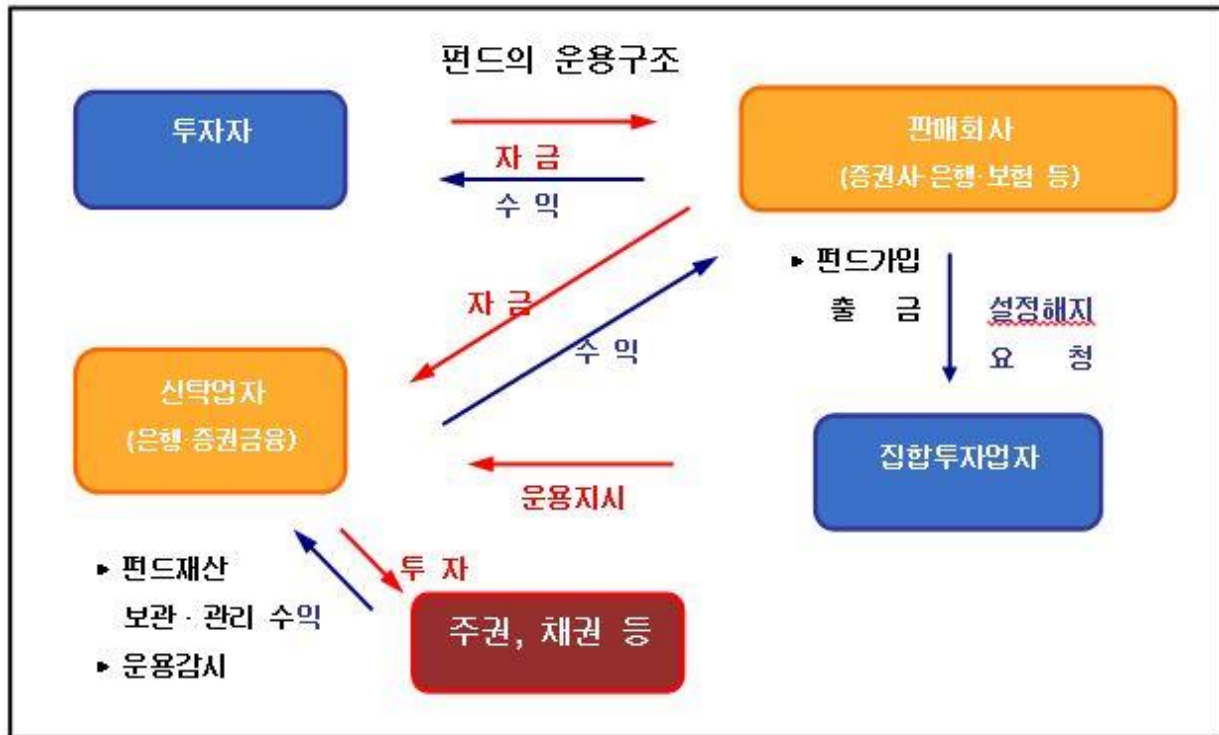 펀드의 운용구조
투자자
판매회사
(증권사·은행·보험 등)
자 금
수 익
▸ 펀드가입
출 금
설정해지
요 청
자 금
수 익
신탁업자
(은행·증권금융)
집합투자업자
운용지시
▸ 펀드재산
보관 · 관리 수익
▸ 운용감시
투 자
주권, 채권 등